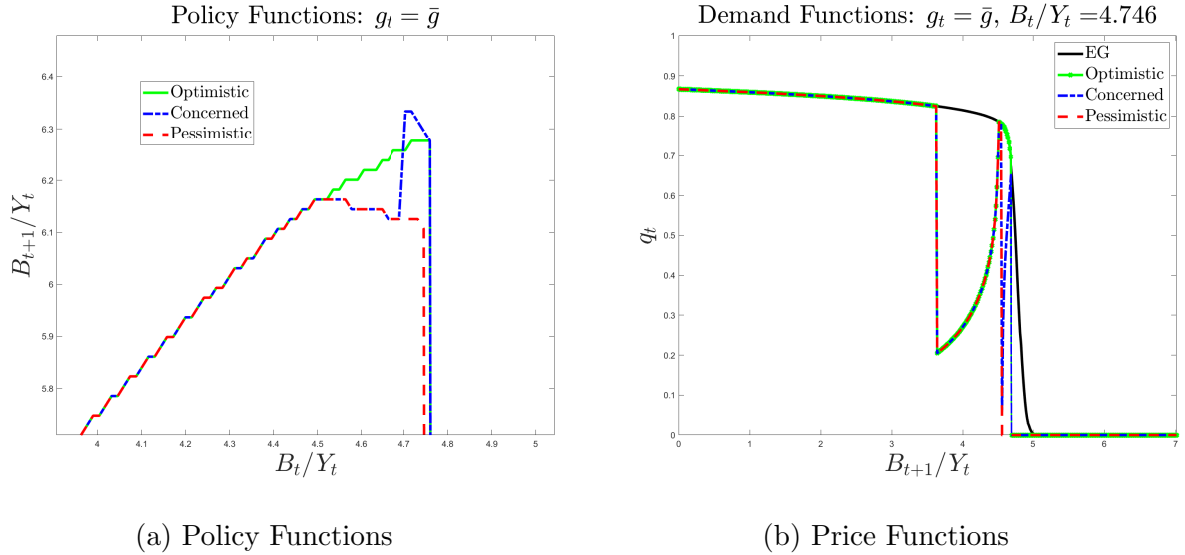 Policy Functions: g_t = ḡ
6.4
6.3
6.2
6.1
6
5.9
5.8
B_{t+1}/Y_t
Optimistic
Concerned
Pessimistic
4
4.1
4.2
4.3
4.4
4.5
4.6
4.7
4.8
4.9
5
B_t/Y_t
(a) Policy Functions
Demand Functions: g_t = ḡ, B_t/Y_t =4.746
1
0.9
0.8
0.7
0.6
0.5
0.4
0.3
0.2
0.1
0
q_t
EG
Optimistic
Concerned
Pessimistic
0
1
2
3
4
5
6
7
B_{t+1}/Y_t
(b) Price Functions